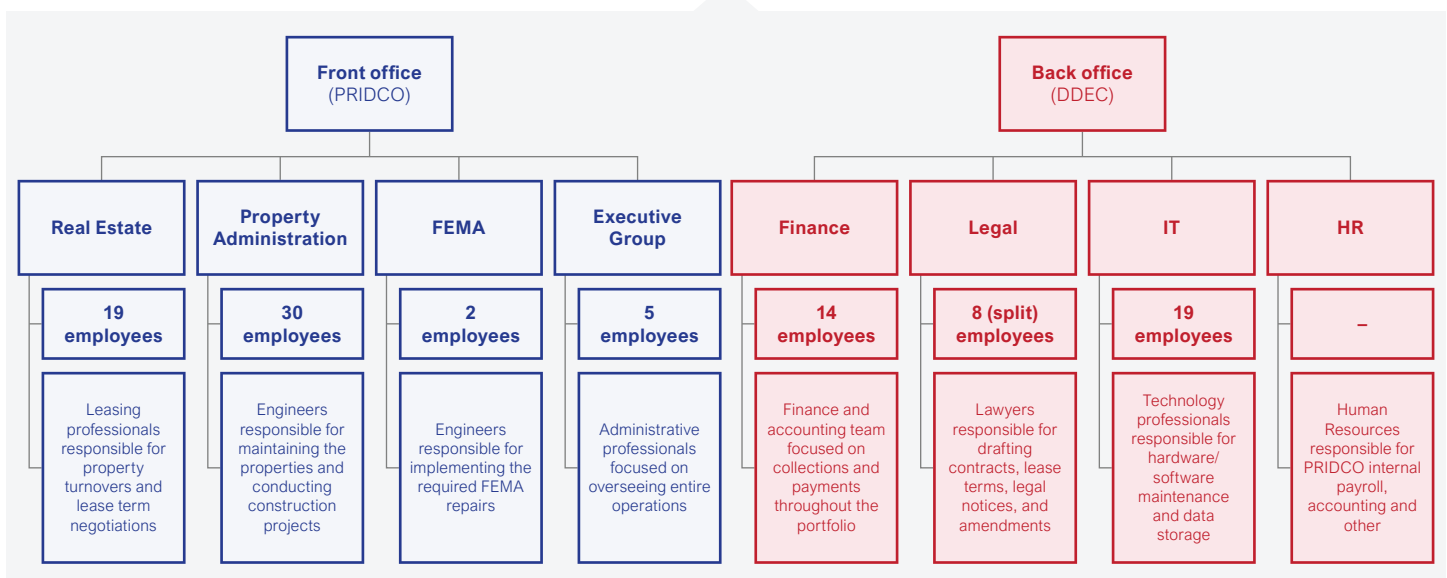 Front office
(PRIDCO)
Back office
(DDEC)
Real Estate
Property
Administration
FEMA
Executive
Group
Finance
Legal
IT
HR
19
employees
30
employees
2
employees
5
employees
14
employees
8 (split)
employees
19
employees
–
Leasing
professionals
responsible for
property
turnovers and
lease term
negotiations
Engineers
responsible for
maintaining the
properties and
conducting
construction
projects
Engineers
responsible for
implementing the
required FEMA
repairs
Administrative
professionals
focused on
overseeing entire
operations
Finance and
accounting team
focused on
collections and
payments
throughout the
portfolio
Lawyers
responsible for
drafting
contracts, lease
terms, legal
notices, and
amendments
Technology
professionals
responsible for
hardware/
software
maintenance
and data
storage
Human
Resources
responsible for
PRIDCO internal
payroll,
accounting and
other